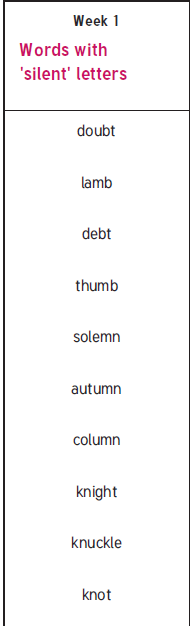 Week 1
Words with
'silent' letters
doubt
lamb
debt
thumb
solemn
autumn
column
knight
knuckle
knot